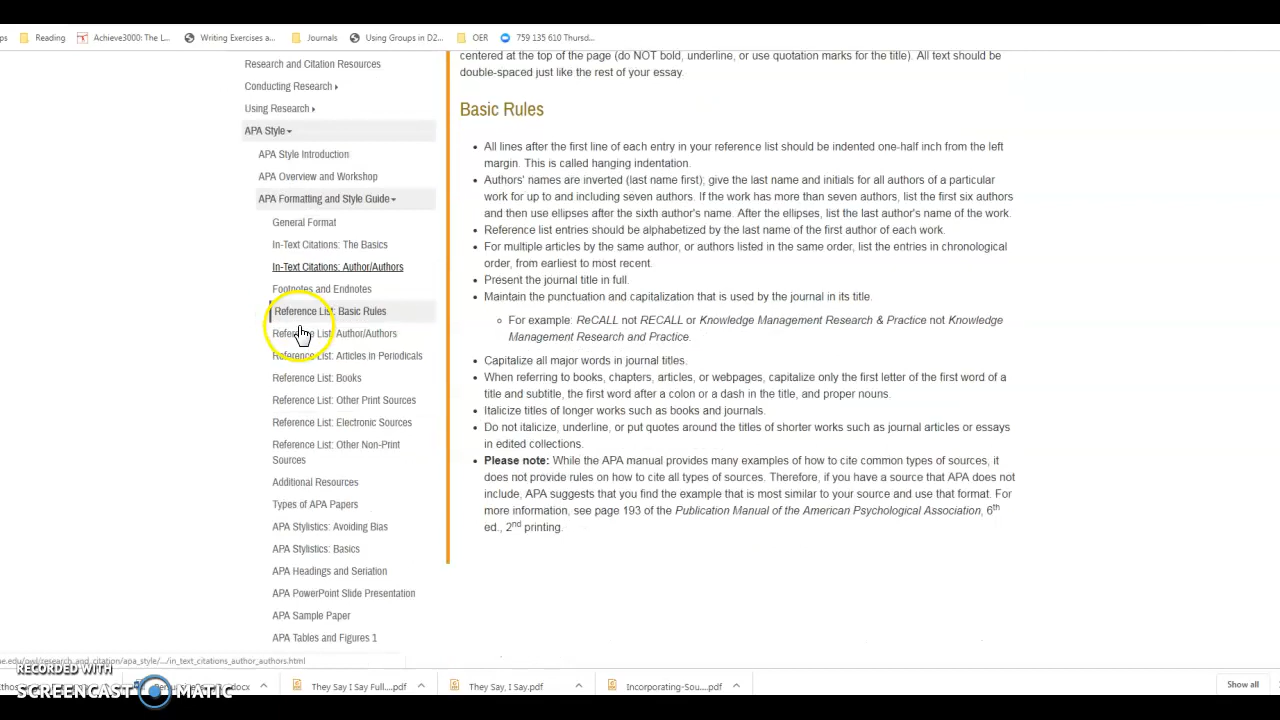 ps Reading Achieve3000: The L... Writing Exercises a... Journals Using Groups in D2... OER 759 135 610 Thursd...
Research and Citation Resources
Conducting Research
Using Research
APA Style
APA Style Introduction
APA Overview and Workshop
APA Formatting and Style Guide
General Format
In-Text Citations: The Basics
In-Text Citations: Author/Authors
Footnotes and Endnotes
Reference List: Basic Rules
Reference List: Author/Authors
Reference List: Articles in Periodicals
Reference List: Books
Reference List: Other Print Sources
Reference List: Electronic Sources
Reference List: Other Non-Print
Sources
Additional Resources
Types of APA Papers
APA Stylistics: Avoiding Bias
APA Stylistics: Basics
APA Headings and Seriation
APA PowerPoint Slide Presentation
APA Sample Paper
APA Tables and Figures 1
centered at the top of the page (do NOT bold, underline, or use quotation marks for the title). All text should be
double-spaced just like the rest of your essay.
Basic Rules
All lines after the first line of each entry in your reference list should be indented one-half inch from the left
margin. This is called hanging indentation.
Authors' names are inverted (last name first); give the last name and initials for all authors of a particular
work for up to and including seven authors. If the work has more than seven authors, list the first six authors
and then use ellipses after the sixth author's name. After the ellipses, list the last author's name of the work.
Reference list entries should be alphabetized by the last name of the first author of each work.
For multiple articles by the same author, or authors listed in the same order, list the entries in chronological
order, from earliest to most recent.
Present the journal title in full.
Maintain the punctuation and capitalization that is used by the journal in its title.
For example: ReCALL not RECALL or Knowledge Management Research & Practice not Knowledge
Management Research and Practice.
Capitalize all major words in journal titles.
When referring to books, chapters, articles, or webpages, capitalize only the first letter of the first word of a
title and subtitle, the first word after a colon or a dash in the title, and proper nouns.
Italicize titles of longer works such as books and journals.
Do not italicize, underline, or put quotes around the titles of shorter works such as journal articles or essays
in edited collections.
Please note: While the APA manual provides many examples of how to cite common types of sources, it
does not provide rules on how to cite all types of sources. Therefore, if you have a source that APA does not
include, APA suggests that you find the example that is most similar to your source and use that format. For
more information, see page 193 of the Publication Manual of the American Psychological Association, 6th
ed., 2nd printing.
ue.edu/owl/research_and_citation/apa_style/.../in_text_citations_author_authors.html
RECORDED WITH
SCREENCAST MATIC
They Say I Say Full....pdf They Say, I Say.pdf Incorporating-Sou....pdf Show all